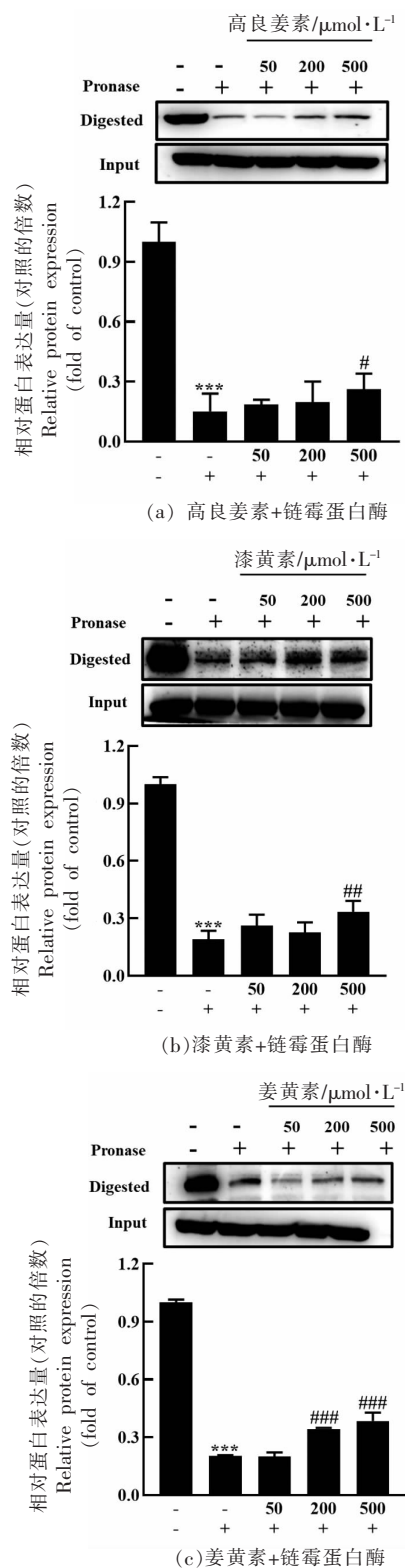 高良姜素/μmol·L⁻¹
- - 50 200 500
Pronase - + + + +
Digested
Input
相对蛋白表达量(对照的倍数)
Relative protein expression
(fold of control)
1.2
0.9
0.6
0.3
0.0
*** #
- - 50 200 500
- + + + +
(a) 高良姜素+链霉蛋白酶
漆黄素/μmol·L⁻¹
- - 50 200 500
Pronase - + + + +
Digested
Input
相对蛋白表达量(对照的倍数)
Relative protein expression
(fold of control)
1.2
0.9
0.6
0.3
0.0
*** ##
- - 50 200 500
- + + + +
(b)漆黄素+链霉蛋白酶
姜黄素/μmol·L⁻¹
- - 50 200 500
Pronase - + + + +
Digested
Input
相对蛋白表达量(对照的倍数)
Relative protein expression
(fold of control)
1.2
0.9
0.6
0.3
0.0
*** ### ###
- - 50 200 500
- + + + +
(c)姜黄素+链霉蛋白酶